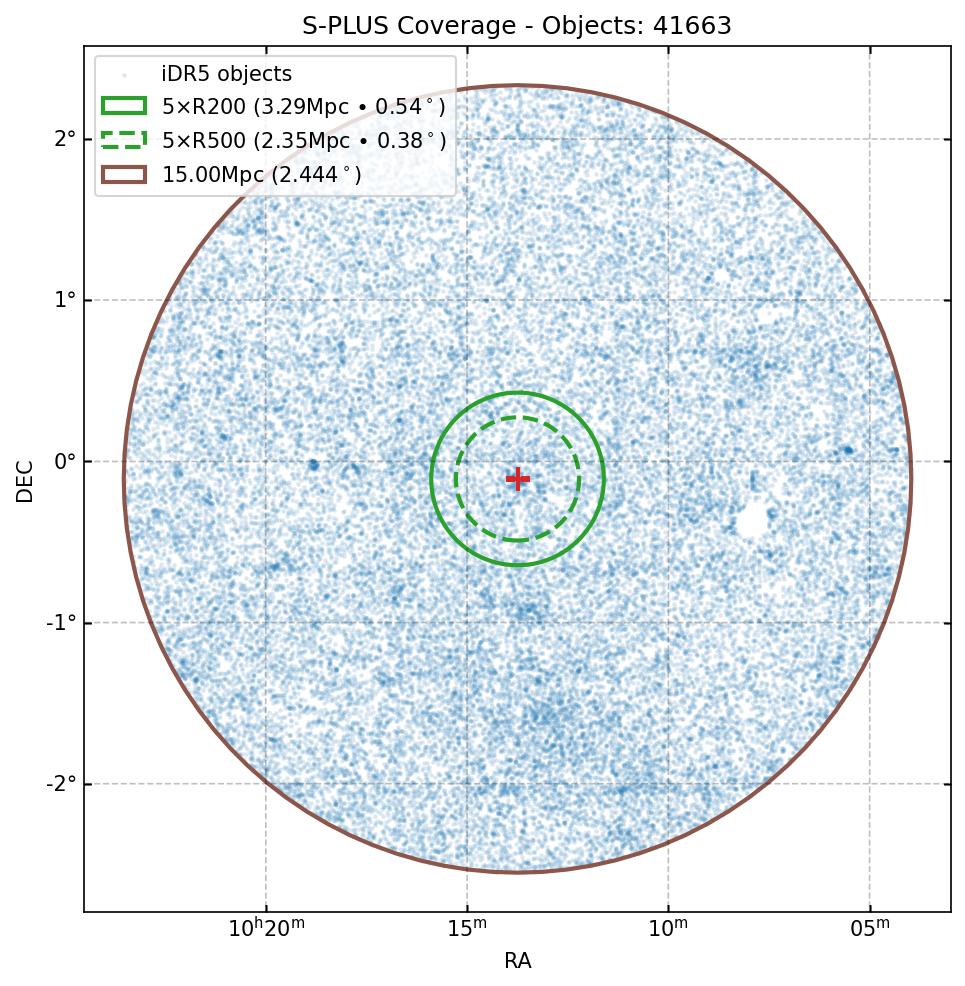 S-PLUS Coverage - Objects: 41663
iDR5 objects
5×R200 (3.29Mpc • 0.54°)
5×R500 (2.35Mpc • 0.38°)
15.00Mpc (2.444°)
2°
1°
0°
-1°
-2°
DEC
10h20m 15m 10m 05m
RA